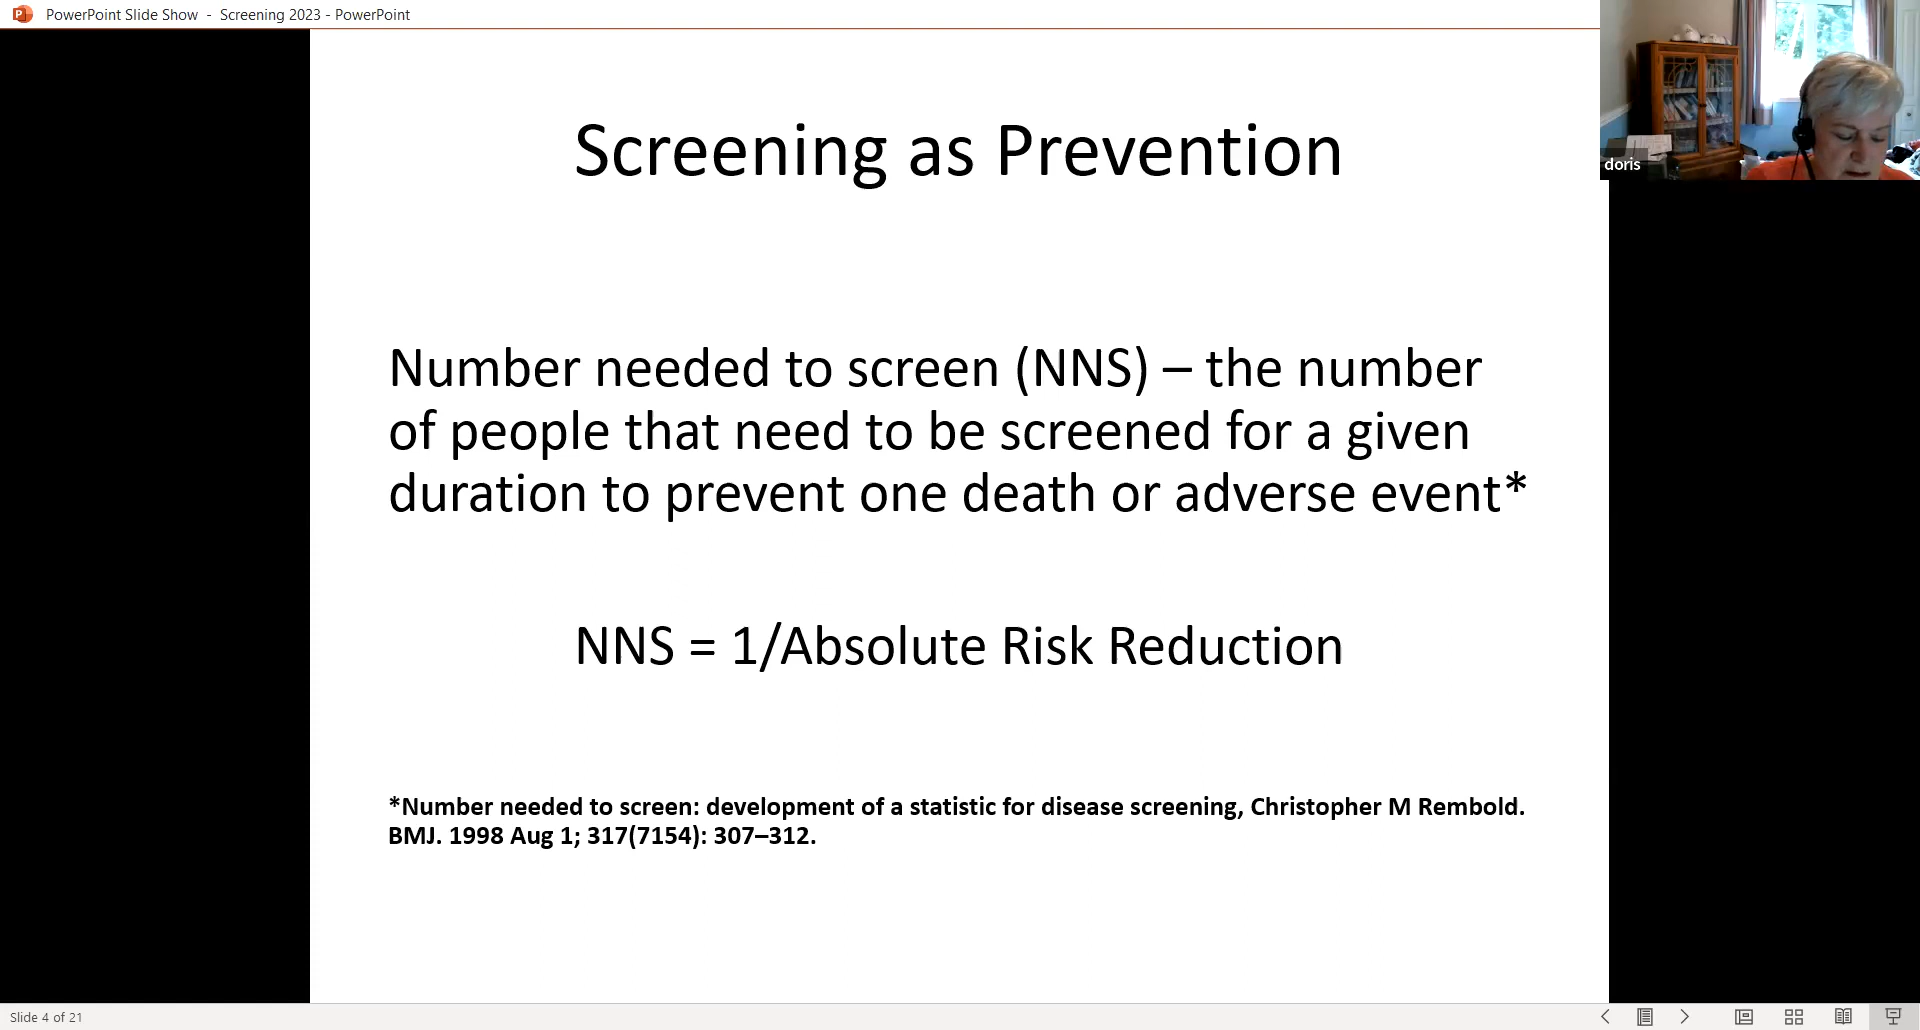 PowerPoint Slide Show - Screening 2023 - PowerPoint
doris
Screening as Prevention
Number needed to screen (NNS) – the number
of people that need to be screened for a given
duration to prevent one death or adverse event*
NNS = 1/Absolute Risk Reduction
*Number needed to screen: development of a statistic for disease screening, Christopher M Rembold.
BMJ. 1998 Aug 1; 317(7154): 307–312.
Slide 4 of 21